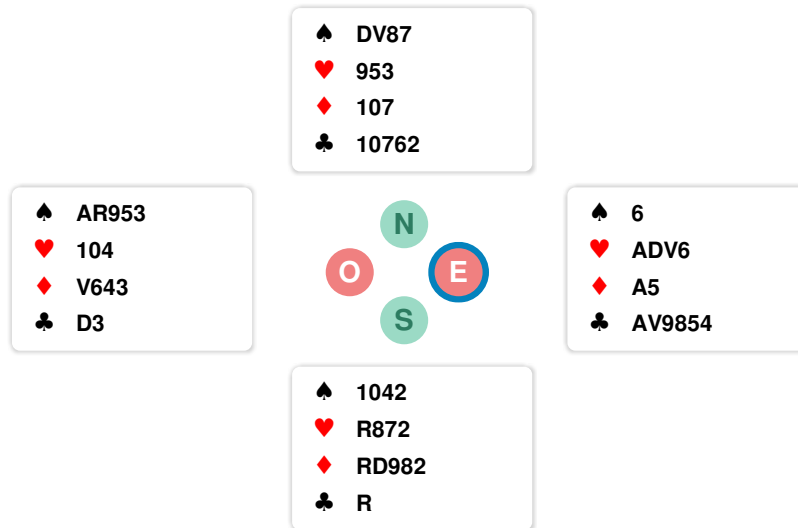 ♠ DV87
♥ 953
♦ 107
♣ 10762
♠ AR953
♥ 104
♦ V643
♣ D3
N
O
E
S
♠ 6
♥ ADV6
♦ A5
♣ AV9854
♠ 1042
♥ R872
♦ RD982
♣ R